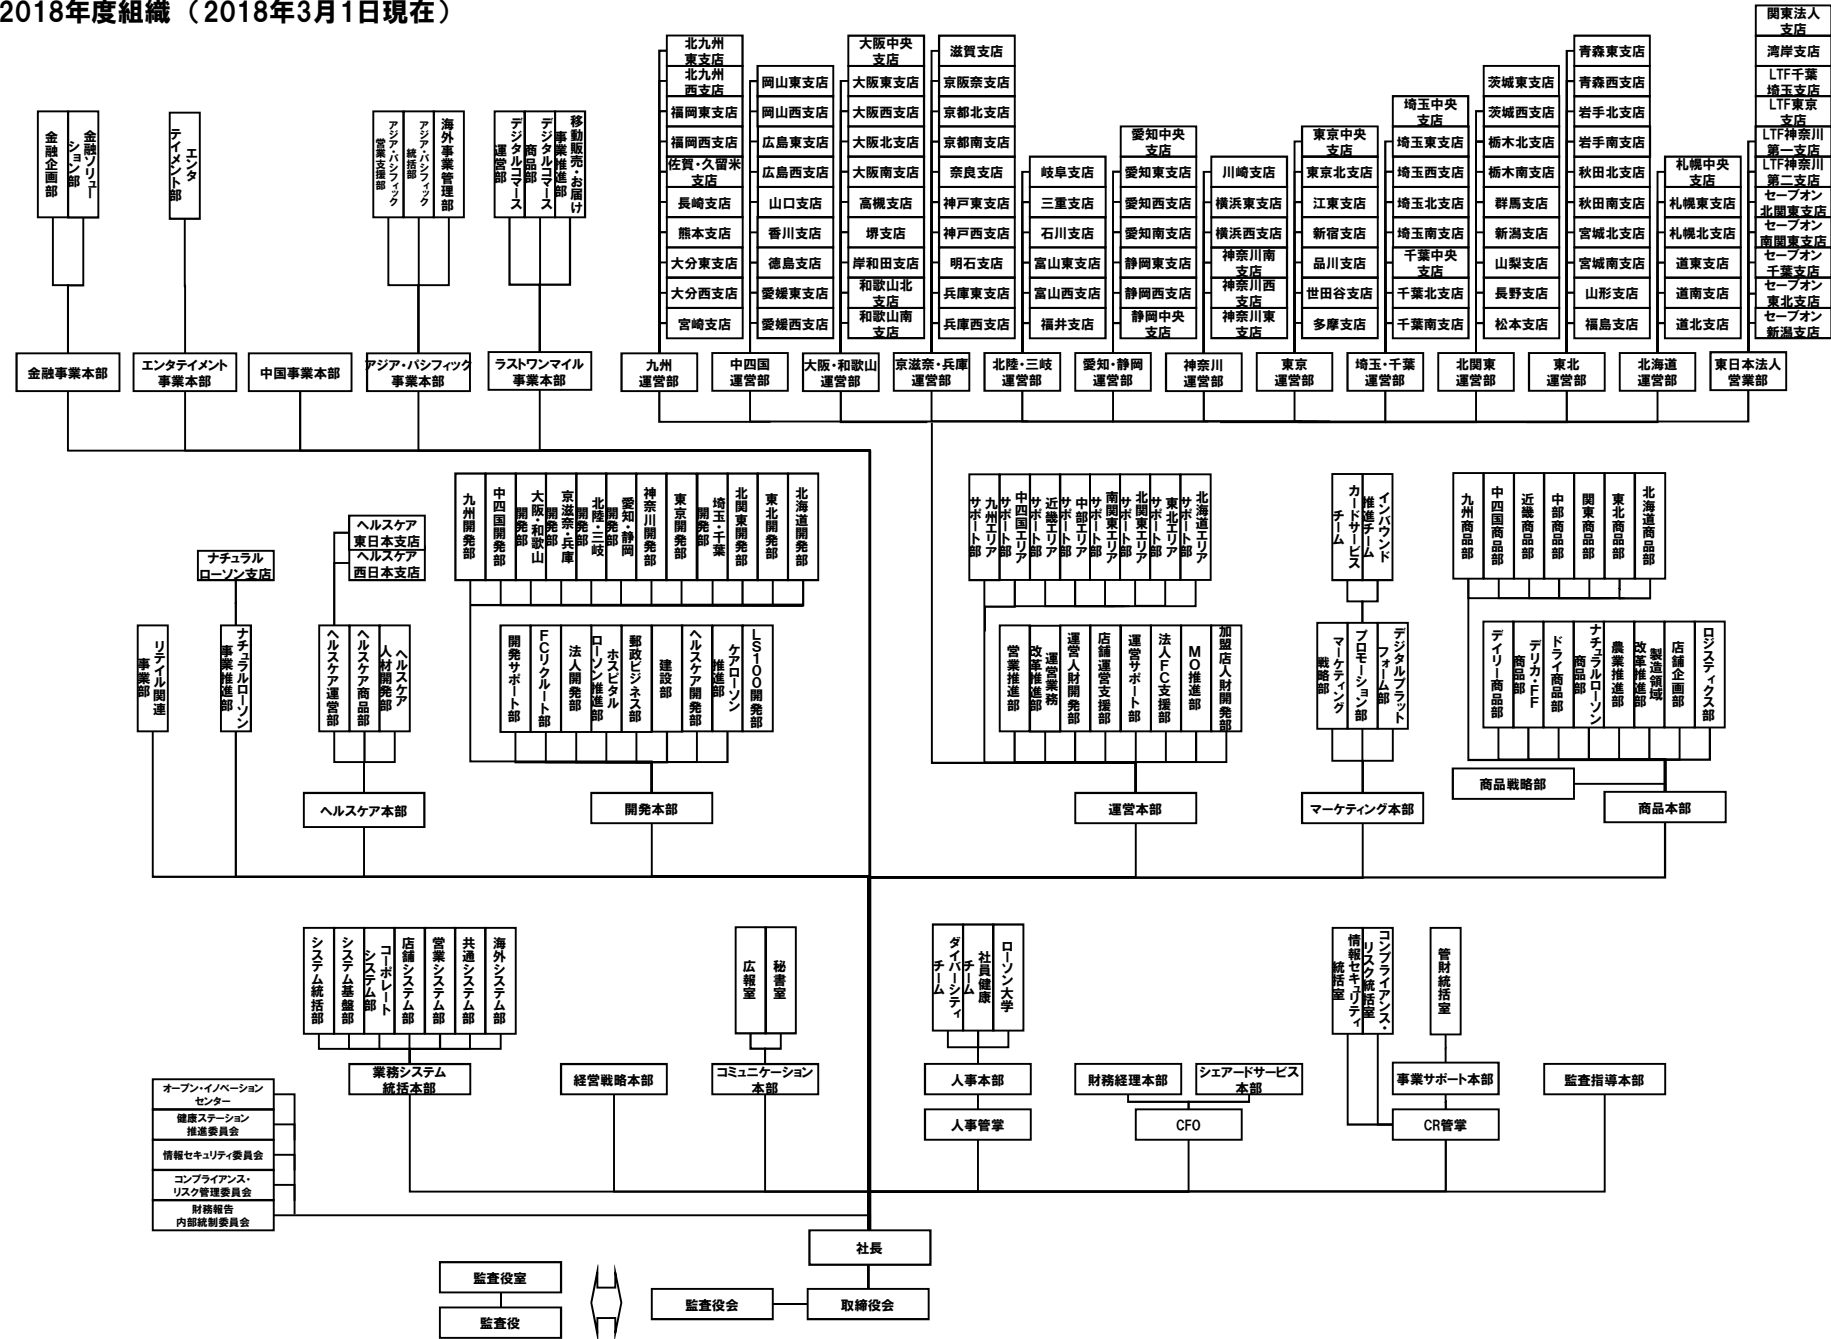 2018年度組織（2018年3月1日現在）
北九州
東支店
北九州
西支店
福岡東支店
福岡西支店
佐賀・久留米
支店
長崎支店
熊本支店
大分東支店
大分西支店
宮崎支店
岡山東支店
岡山西支店
広島東支店
広島西支店
山口支店
香川支店
徳島支店
愛媛東支店
愛媛西支店
大阪中央
支店
大阪東支店
大阪西支店
大阪北支店
大阪南支店
高槻支店
堺支店
岸和田支店
和歌山北
支店
和歌山南
支店
滋賀支店
京阪奈支店
京都北支店
京都南支店
奈良支店
神戸東支店
神戸西支店
明石支店
兵庫東支店
兵庫西支店
岐阜支店
三重支店
石川支店
富山東支店
富山西支店
福井支店
愛知中央
支店
愛知東支店
愛知西支店
愛知南支店
静岡東支店
静岡西支店
静岡中央
支店
川崎支店
横浜東支店
横浜西支店
神奈川南
支店
神奈川西
支店
神奈川東
支店
東京中央
支店
東京北支店
江東支店
新宿支店
品川支店
世田谷支店
多摩支店
埼玉中央
支店
埼玉東支店
埼玉西支店
埼玉北支店
埼玉南支店
千葉中央
支店
千葉北支店
千葉南支店
茨城東支店
茨城西支店
栃木北支店
栃木南支店
群馬支店
新潟支店
山梨支店
長野支店
松本支店
青森東支店
青森西支店
岩手北支店
岩手南支店
秋田北支店
秋田南支店
宮城北支店
宮城南支店
山形支店
福島支店
札幌中央
支店
札幌東支店
札幌北支店
道東支店
道南支店
道北支店
関東法人
支店
湾岸支店
LTF千葉
埼玉支店
LTF東京
支店
LTF神奈川
第一支店
LTF神奈川
第二支店
セーブオン
北関東支店
セーブオン
南関東支店
セーブオン
千葉支店
セーブオン
東北支店
セーブオン
新潟支店
金融企画部
金融ソリュー
ション部
エンタ
テイメント部
アジア・パシフィック
営業支援部
アジア・パシフィック
統括部
海外事業管理部
デジタルコマース
運営部
デジタルコマース
商品部
移動販売・お届け
事業推進部
金融事業本部
エンタテイメント
事業本部
中国事業本部
アジア・パシフィック
事業本部
ラストワンマイル
事業本部
九州
運営部
中四国
運営部
大阪・和歌山
運営部
京滋奈・兵庫
運営部
北陸・三岐
運営部
愛知・静岡
運営部
神奈川
運営部
東京
運営部
埼玉・千葉
運営部
北関東
運営部
東北
運営部
北海道
運営部
東日本法人
営業部
ナチュラル
ローソン支店
ヘルスケア
東日本支店
ヘルスケア
西日本支店
九州開発部
中四国開発部
大阪・和歌山
開発部
京滋奈・兵庫
開発部
北陸・三岐
開発部
愛知・静岡
開発部
神奈川開発部
東京開発部
埼玉・千葉
開発部
北関東開発部
東北開発部
北海道開発部
九州エリア
サポート部
中四国エリア
サポート部
近畿エリア
サポート部
中部エリア
サポート部
南関東エリア
サポート部
北関東エリア
サポート部
東北エリア
サポート部
北海道エリア
サポート部
カードサービス
チーム
インバウンド
推進チーム
九州商品部
中四国商品部
近畿商品部
中部商品部
関東商品部
東北商品部
北海道商品部
リテイル関連
事業部
ナチュラルローソン
事業推進部
ヘルスケア運営部
ヘルスケア商品部
ヘルスケア
人材開発部
開発サポート部
FCリクルート部
法人開発部
ホスピタル
ローソン推進部
郵政ビジネス部
建設部
ヘルスケア開発部
ケアローソン
推進部
LS100開発部
営業推進部
運営業務
改革推進部
運営人財開発部
店舗運営支援部
運営サポート部
法人FC支援部
MO推進部
加盟店人財開発部
マーケティング
戦略部
プロモーション部
デジタルプラット
フォーム部
デイリー商品部
デリカ・FF
商品部
ドライ商品部
ナチュラルローソン
商品部
農業推進部
製造領域
改革推進部
店舗企画部
ロジスティクス部
商品戦略部
ヘルスケア本部
開発本部
運営本部
マーケティング本部
商品本部
システム統括部
システム基盤部
コーポレート
システム部
店舗システム部
営業システム部
共通システム部
海外システム部
広報室
秘書室
ダイバーシティ
チーム
社員健康
チーム
ローソン大学
情報セキュリティ
統括室
コンプライアンス・
リスク統括室
管財統括室
業務システム
統括本部
経営戦略本部
コミュニケーション
本部
人事本部
財務経理本部
シェアードサービス
本部
事業サポート本部
監査指導本部
人事管掌
CFO
CR管掌
オープン・イノベーション
センター
健康ステーション
推進委員会
情報セキュリティ委員会
コンプライアンス・
リスク管理委員会
財務報告
内部統制委員会
社長
監査役室
監査役
監査役会
取締役会